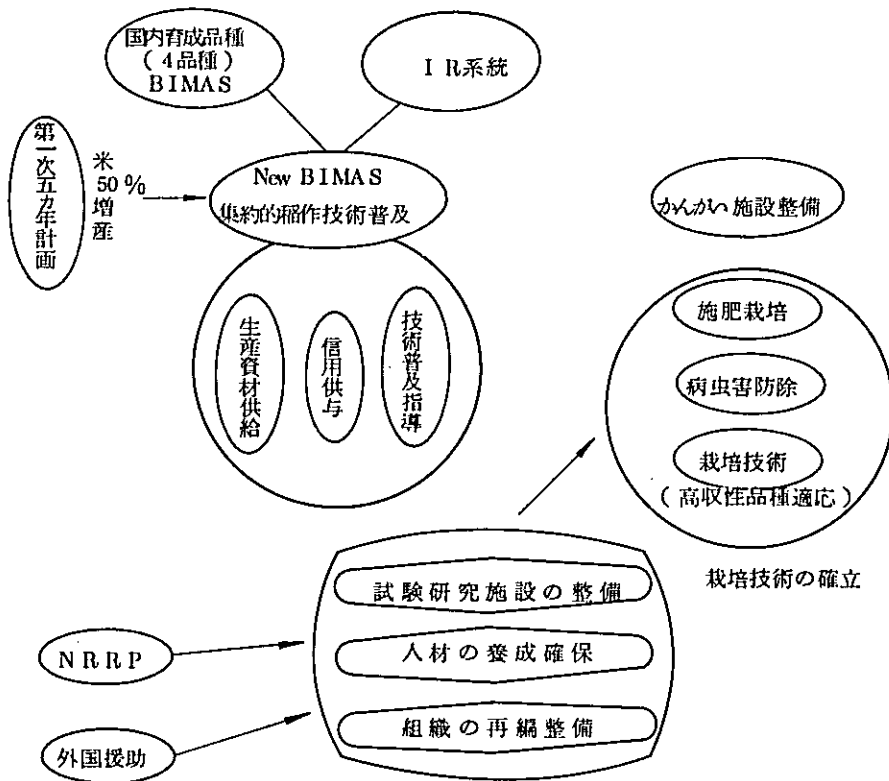 国内育成品種
（4品種）
BIMAS
IR系統
第一次五カ年計画
米50％増産
New BIMAS
集約的稲作技術普及
生産資材供給
信用供与
技術普及指導
かんがい施設整備
施肥栽培
病虫害防除
栽培技術
（高収性品種適応）
栽培技術の確立
試験研究施設の整備
人材の養成確保
組織の再編整備
NRRP
外国援助